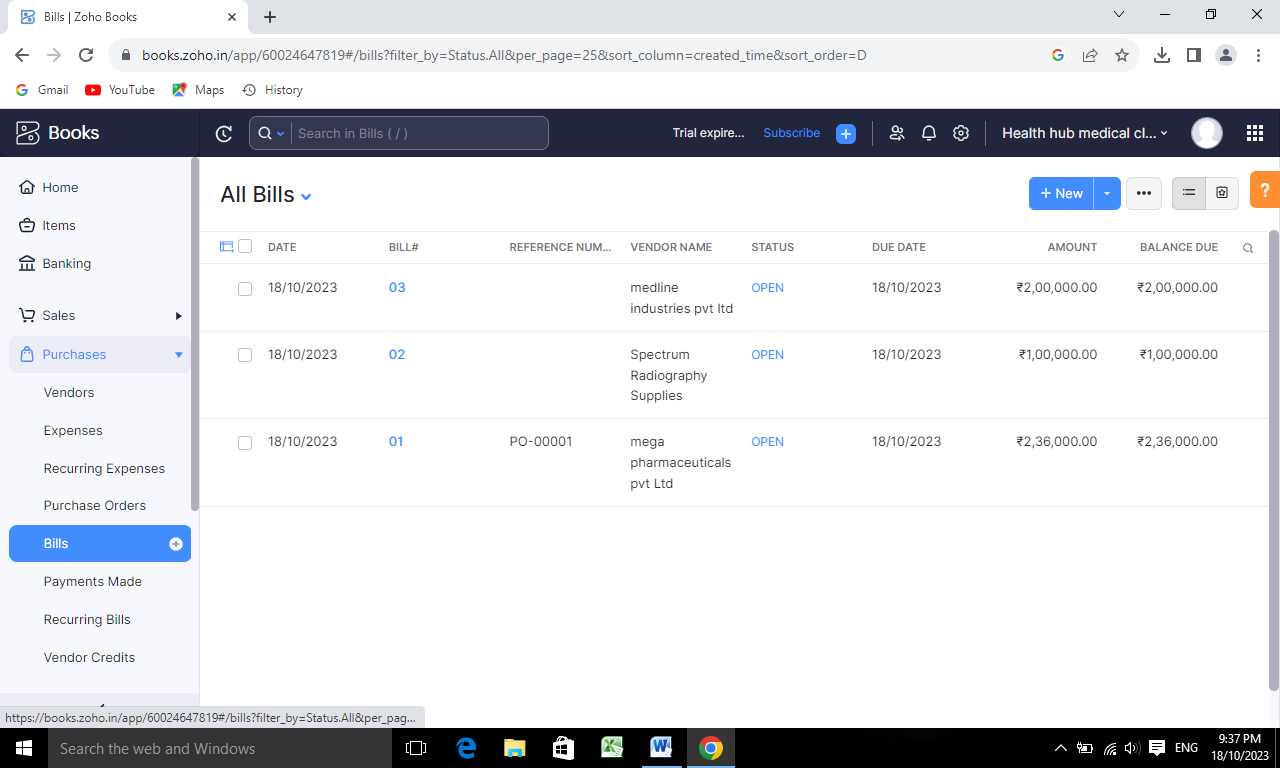 Bills | Zoho Books
books.zoho.in/app/60024647819#/bills?filter_by=Status.All&per_page=25&sort_column=created_time&sort_order=D
Gmail YouTube Maps History
Books Search in Bills ( / ) Trial expire... Subscribe Health hub medical cl...
Home
Items
Banking
Sales
Purchases
Vendors
Expenses
Recurring Expenses
Purchase Orders
Bills
Payments Made
Recurring Bills
Vendor Credits
All Bills
+ New
?
DATE BILL# REFERENCE NUM... VENDOR NAME STATUS DUE DATE AMOUNT BALANCE DUE
18/10/2023 03 medline OPEN 18/10/2023 ₹2,00,000.00 ₹2,00,000.00
industries pvt ltd
18/10/2023 02 Spectrum OPEN 18/10/2023 ₹1,00,000.00 ₹1,00,000.00
Radiography
Supplies
18/10/2023 01 PO-00001 mega OPEN 18/10/2023 ₹2,36,000.00 ₹2,36,000.00
pharmaceuticals
pvt Ltd
https://books.zoho.in/app/60024647819#/bills?filter_by=Status.All&per_pag...
Search the web and Windows
ENG
9:37 PM
18/10/2023